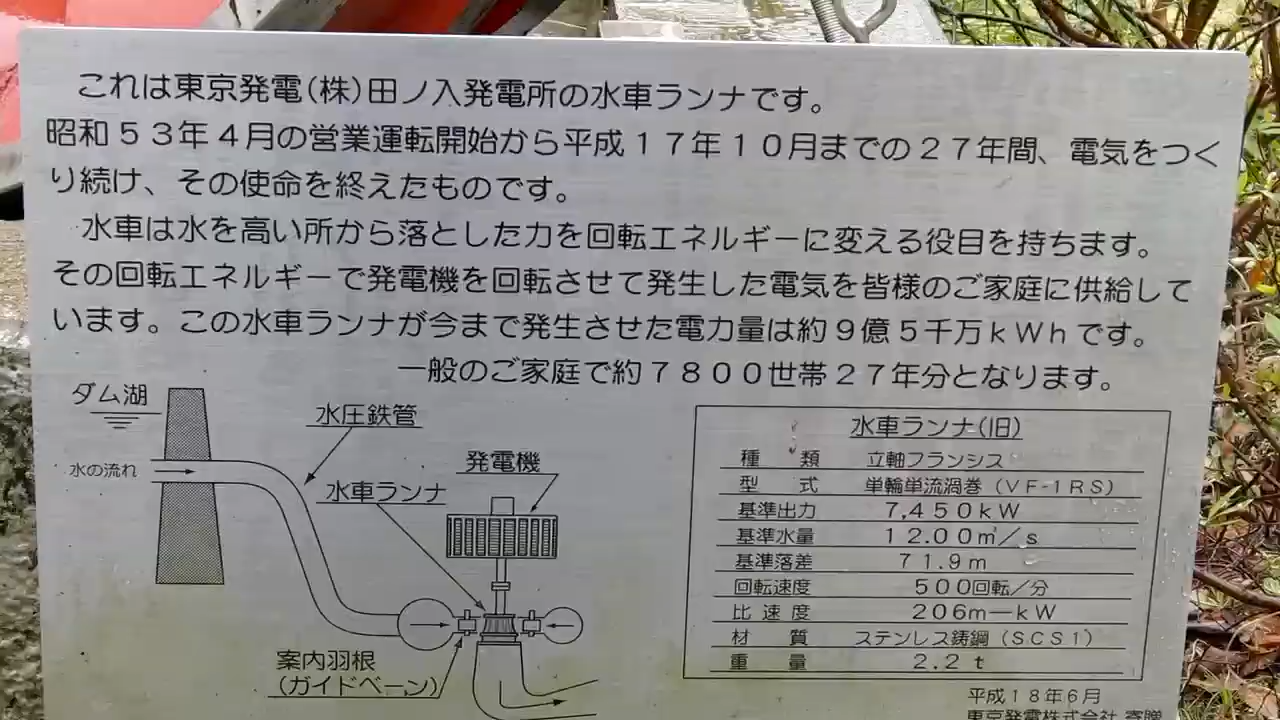 これは東京発電(株)田ノ入発電所の水車ランナです。
昭和53年4月の営業運転開始から平成17年10月までの27年間、電気をつく
り続け、その使命を終えたものです。
水車は水を高い所から落とした力を回転エネルギーに変える役目を持ちます。
その回転エネルギーで発電機を回転させて発生した電気を皆様のご家庭に供給して
います。この水車ランナが今まで発生させた電力量は約9億5千万kWhです。
一般のご家庭で約7800世帯27年分となります。
ダム湖
水の流れ
水圧鉄管
発電機
水車ランナ
案内羽根
(ガイドベーン)
水車ランナ(旧)
種類 立軸フランシス
型式 単輪単流渦巻(VF-1RS)
基準出力 7,450kW
基準水量 12.00㎥/s
基準落差 71.9m
回転速度 500回転/分
比速度 206m-kW
材質 ステンレス鋳鋼(SCS1)
重量 2.2t
平成18年6月
東京発電株式会社 寄贈